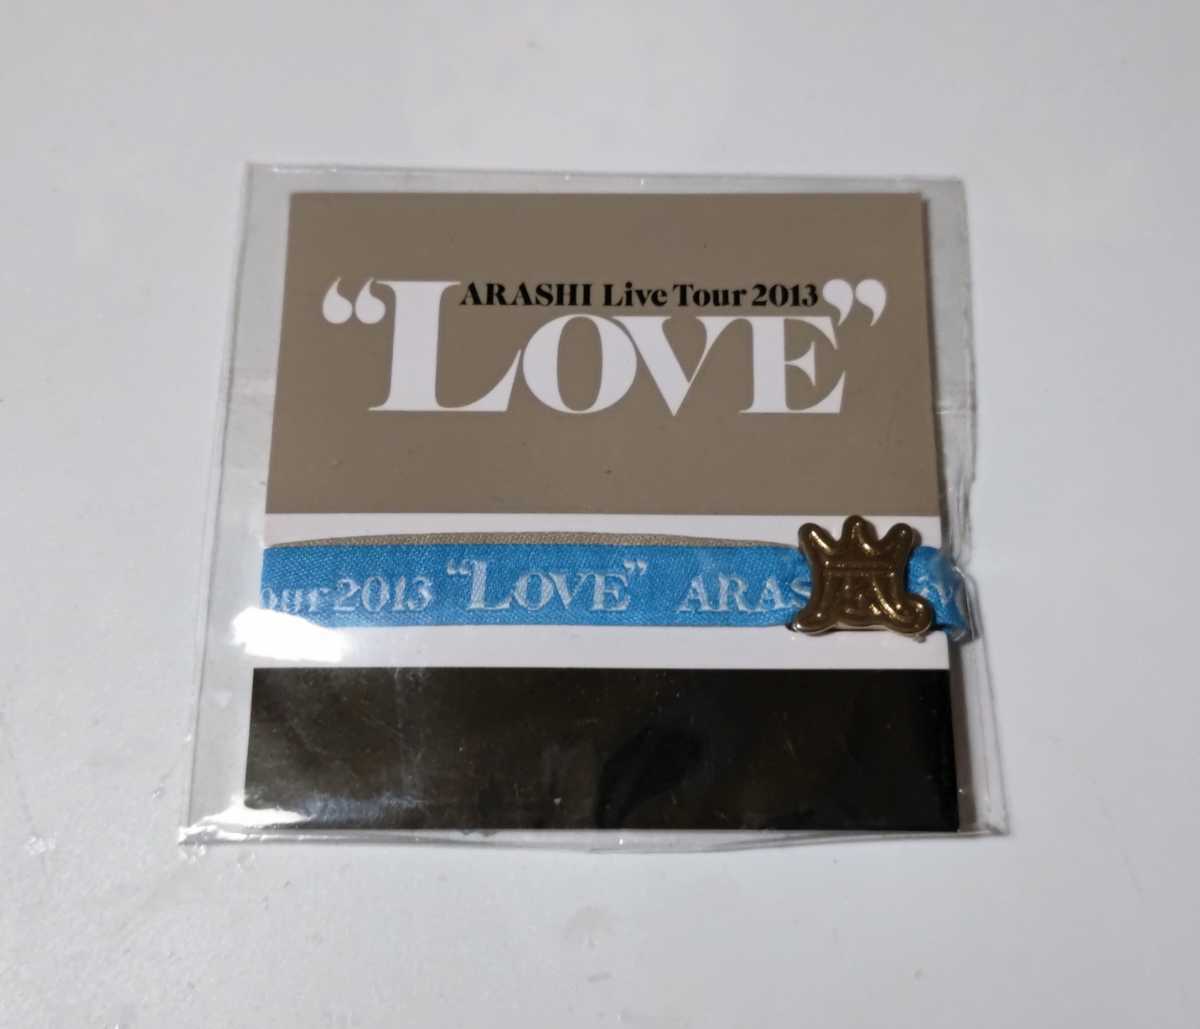 ARASHI Live Tour 2013
“LOVE”
our 2013 “LOVE” ARAS
嵐